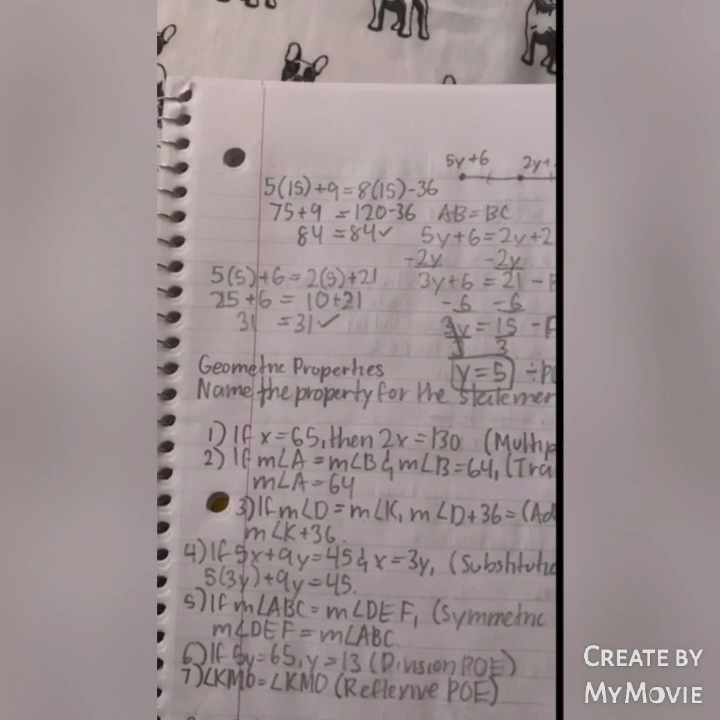 5y+6 2y+
5(15)+9=8(15)-36
75+9 =120-36 AB=BC
84 =84✓ 5y+6=2y+2
-2y -2y
5(5)+6=2(5)+21 3y+6=21 -
25+6 = 10+21 -6 -6
31 =31✓ 3y = 15 -
3 3
Geometric Properties y=5 ÷
Name the property for the statemen
1) If x=65, then 2x=130 (Multip
2) If m∠A = m∠B & m∠B=64, (Tra
m∠A=64
3) If m∠D = m∠K, m∠D+36= (Ad
m∠K+36.
4) If 5x+9y=45 & x=3y, (Substitutio
5(3y)+9y=45.
5) If m∠ABC = m∠DEF, (Symmetric
m∠DEF = m∠ABC.
6) If 5y=65, y=13 (Division POE)
7) ∠KMO=∠KMO (Reflexive POE)
CREATE BY
MYMOVIE